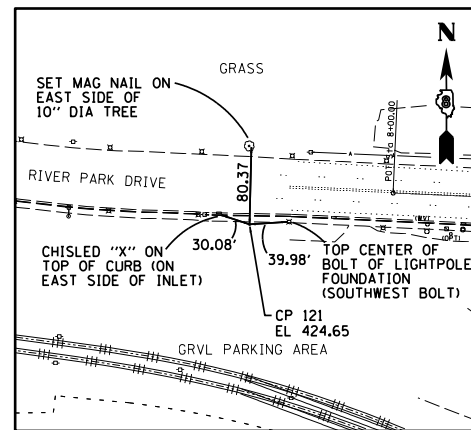 N
GRASS
SET MAG NAIL ON
EAST SIDE OF
10" DIA TREE
POT Sta 8+00.00
80.37
A
RIVER PARK DRIVE
CHISLED "X" ON
TOP OF CURB (ON
EAST SIDE OF INLET)
30.08'
39.98'
TOP CENTER OF
BOLT OF LIGHTPOLE
FOUNDATION
(SOUTHWEST BOLT)
CP 121
EL 424.65
GRVL PARKING AREA